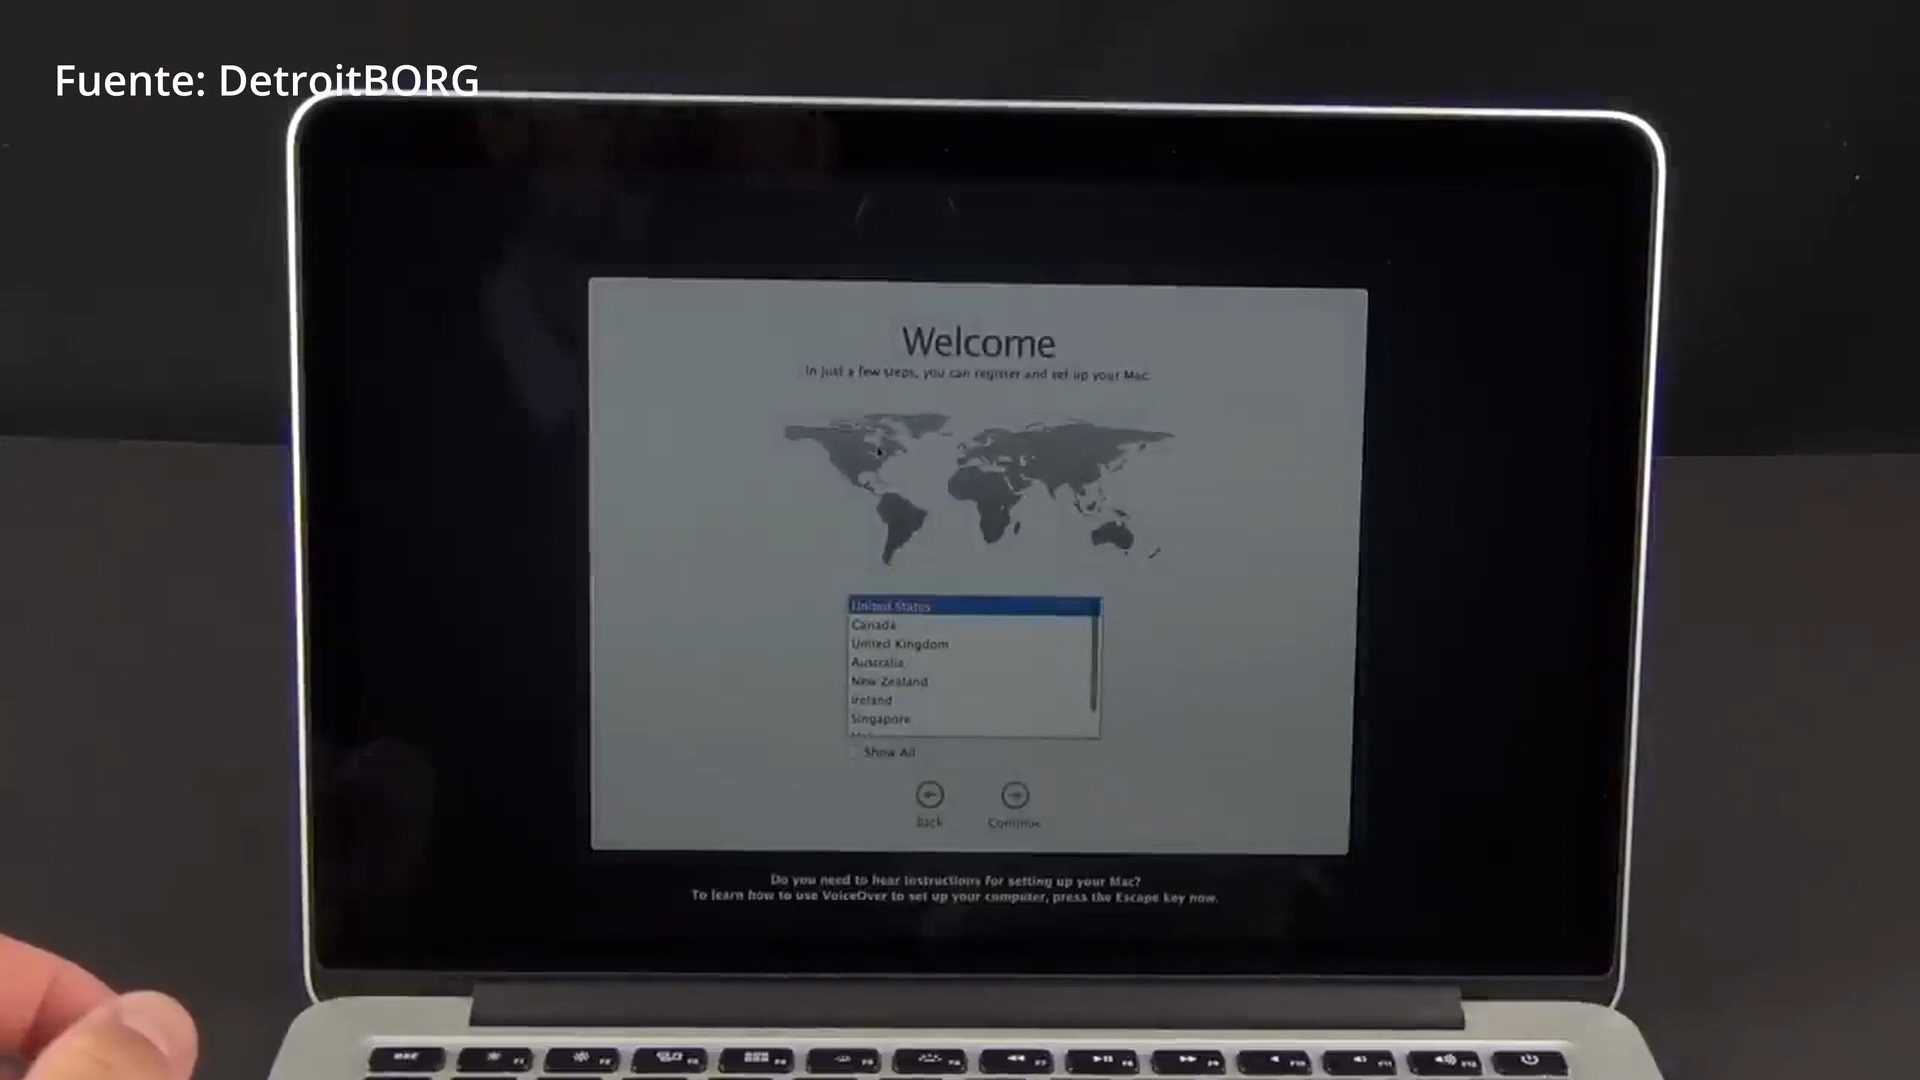 Fuente: DetroitBORG
Welcome
In just a few steps, you can register and set up your Mac.
United States
Canada
United Kingdom
Australia
New Zealand
Ireland
Singapore
Show All
Back
Continue
Do you need to hear instructions for setting up your Mac?
To learn how to use VoiceOver to set up your computer, press the Escape key now.